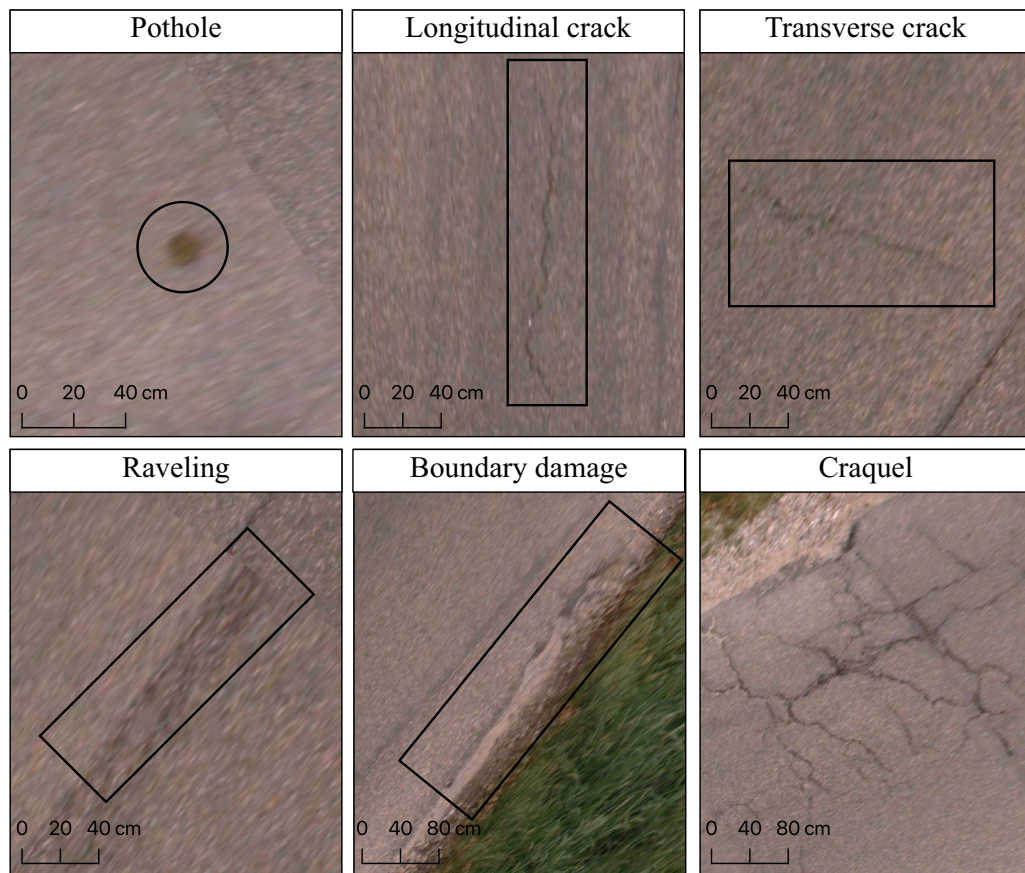 Pothole
Longitudinal crack
Transverse crack
0 20 40 cm
0 20 40 cm
0 20 40 cm
Raveling
Boundary damage
Craquel
0 20 40 cm
0 40 80 cm
0 40 80 cm